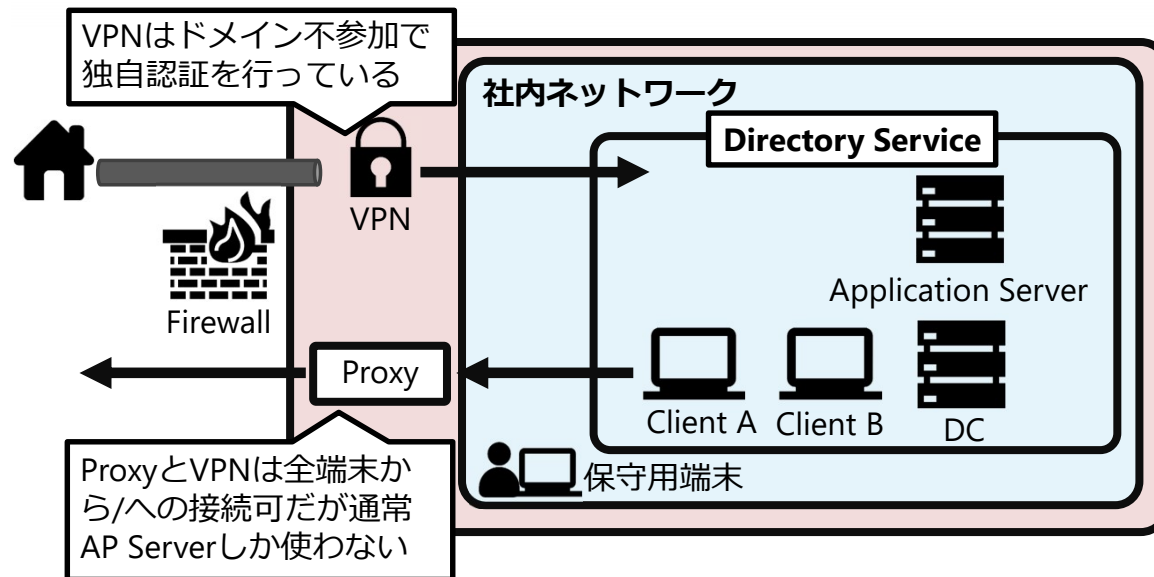 VPNはドメイン不参加で
独自認証を行っている
社内ネットワーク
Directory Service
VPN
Application Server
Firewall
Proxy
Client A
Client B
DC
保守用端末
ProxyとVPNは全端末か
ら/への接続可だが通常
AP Serverしか使わない